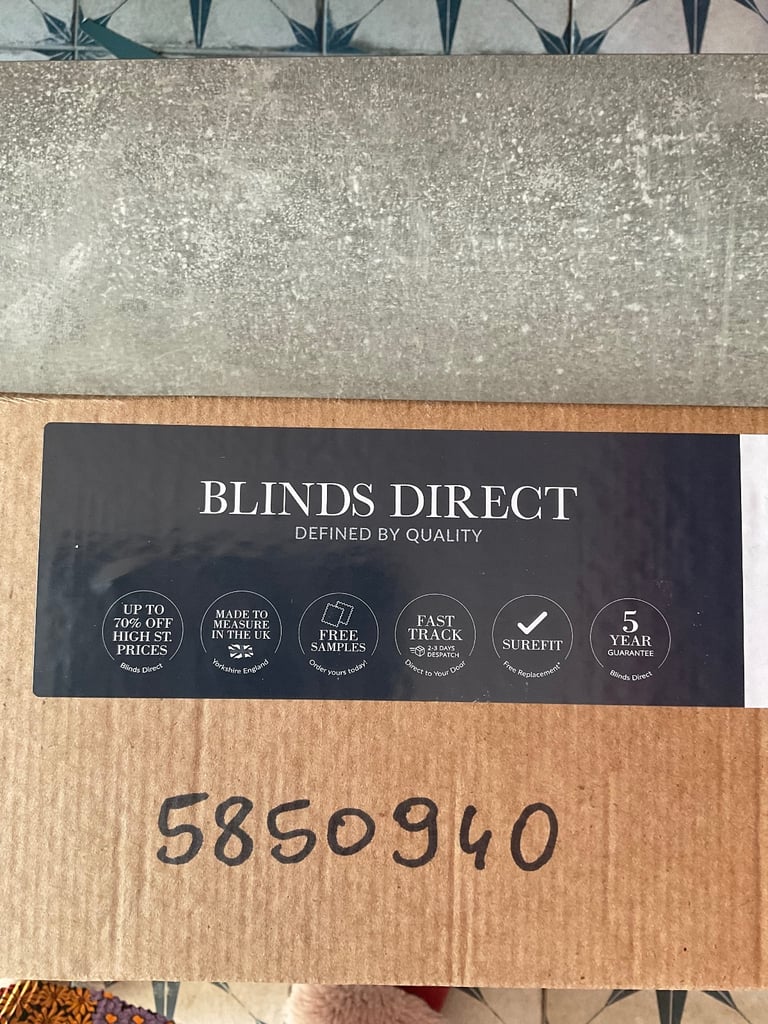 BLINDS DIRECT
DEFINED BY QUALITY
UP TO
70% OFF
HIGH ST.
PRICES
Blinds Direct
MADE TO
MEASURE
IN THE UK
Yorkshire England
FREE
SAMPLES
Order yours today!
FAST
TRACK
2-3 DAYS
DESPATCH
Direct to Your Door
SUREFIT
Free Replacement*
5
YEAR
GUARANTEE
Blinds Direct
5850940